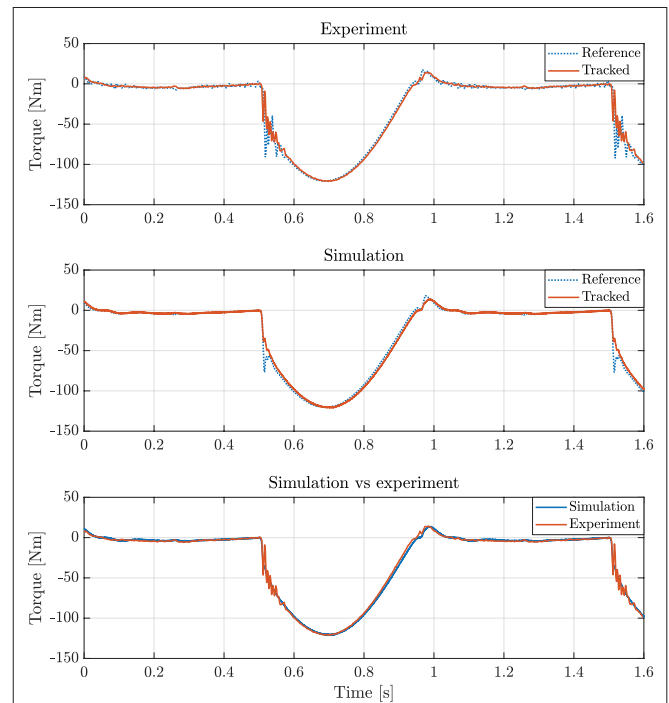 Experiment
50
0
-50
-100
-150
Torque [Nm]
Reference
Tracked
0 0.2 0.4 0.6 0.8 1 1.2 1.4 1.6
Simulation
50
0
-50
-100
-150
Torque [Nm]
Reference
Tracked
0 0.2 0.4 0.6 0.8 1 1.2 1.4 1.6
Simulation vs experiment
50
0
-50
-100
-150
Torque [Nm]
Simulation
Experiment
0 0.2 0.4 0.6 0.8 1 1.2 1.4 1.6
Time [s]